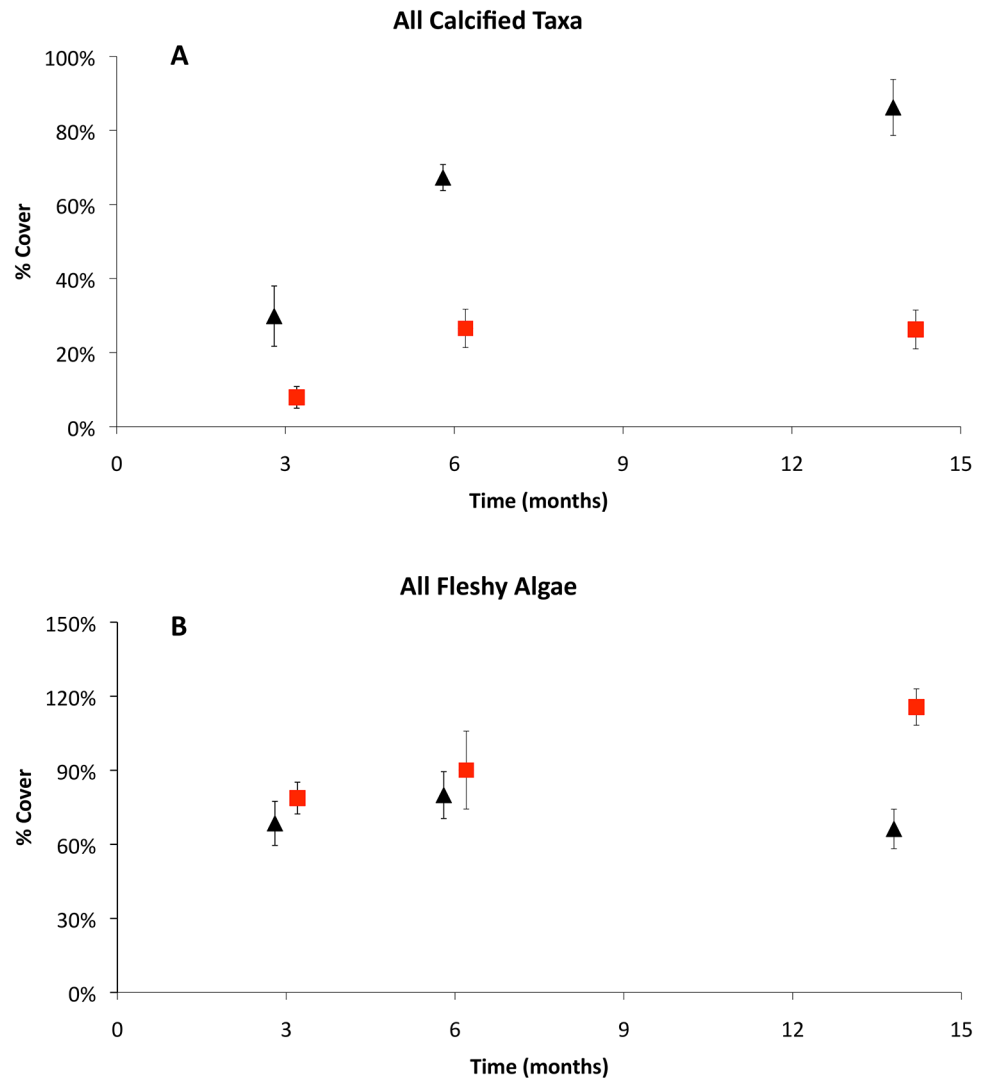 All Calcified Taxa
A
100%
80%
60%
40%
20%
0%
% Cover
0 3 6 9 12 15
Time (months)
All Fleshy Algae
B
150%
120%
90%
60%
30%
0%
% Cover
0 3 6 9 12 15
Time (months)